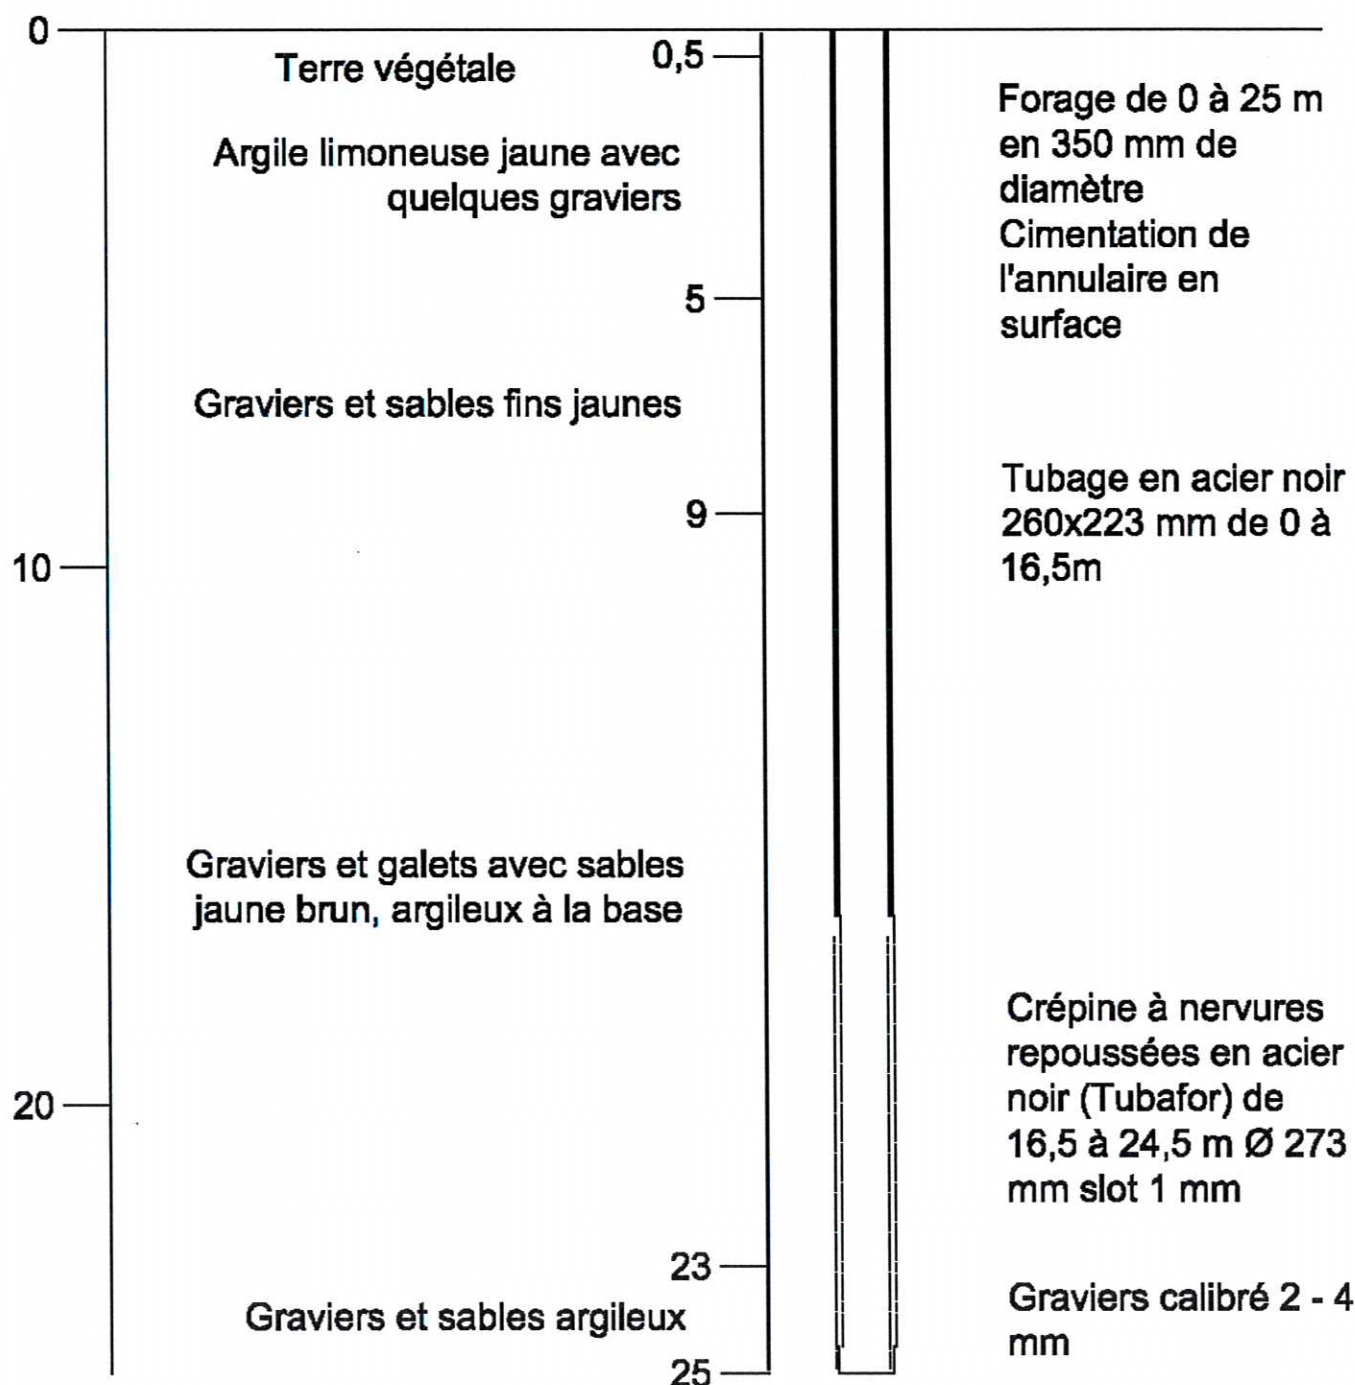 0
Terre végétale
0,5
Argile limoneuse jaune avec
quelques graviers
5
Graviers et sables fins jaunes
9
10
Graviers et galets avec sables
jaune brun, argileux à la base
20
23
Graviers et sables argileux
25
Forage de 0 à 25 m
en 350 mm de
diamètre
Cimentation de
l'annulaire en
surface
Tubage en acier noir
260x223 mm de 0 à
16,5m
Crépine à nervures
repoussées en acier
noir (Tubafor) de
16,5 à 24,5 m Ø 273
mm slot 1 mm
Graviers calibré 2 - 4
mm